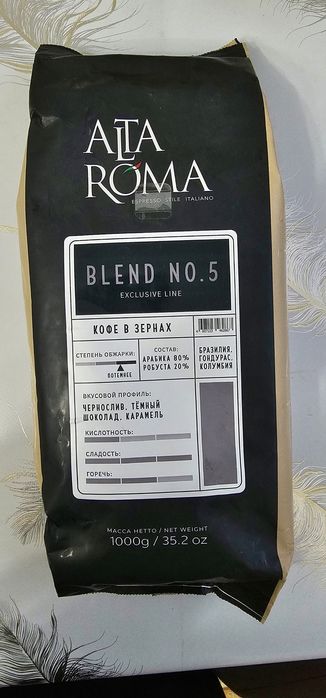 ALTA
ROMA
ESPRESSO STILE ITALIANO
BLEND NO.5
EXCLUSIVE LINE
КОФЕ В ЗЕРНАХ
СТЕПЕНЬ ОБЖАРКИ:
ПОТЕМНЕЕ
СОСТАВ:
АРАБИКА 80%
РОБУСТА 20%
БРАЗИЛИЯ,
ГОНДУРАС,
КОЛУМБИЯ
ВКУСОВОЙ ПРОФИЛЬ:
ЧЕРНОСЛИВ, ТЁМНЫЙ
ШОКОЛАД, КАРАМЕЛЬ
КИСЛОТНОСТЬ:
СЛАДОСТЬ:
ГОРЕЧЬ:
МАССА НЕТТО / NET WEIGHT
1000g / 35.2 oz